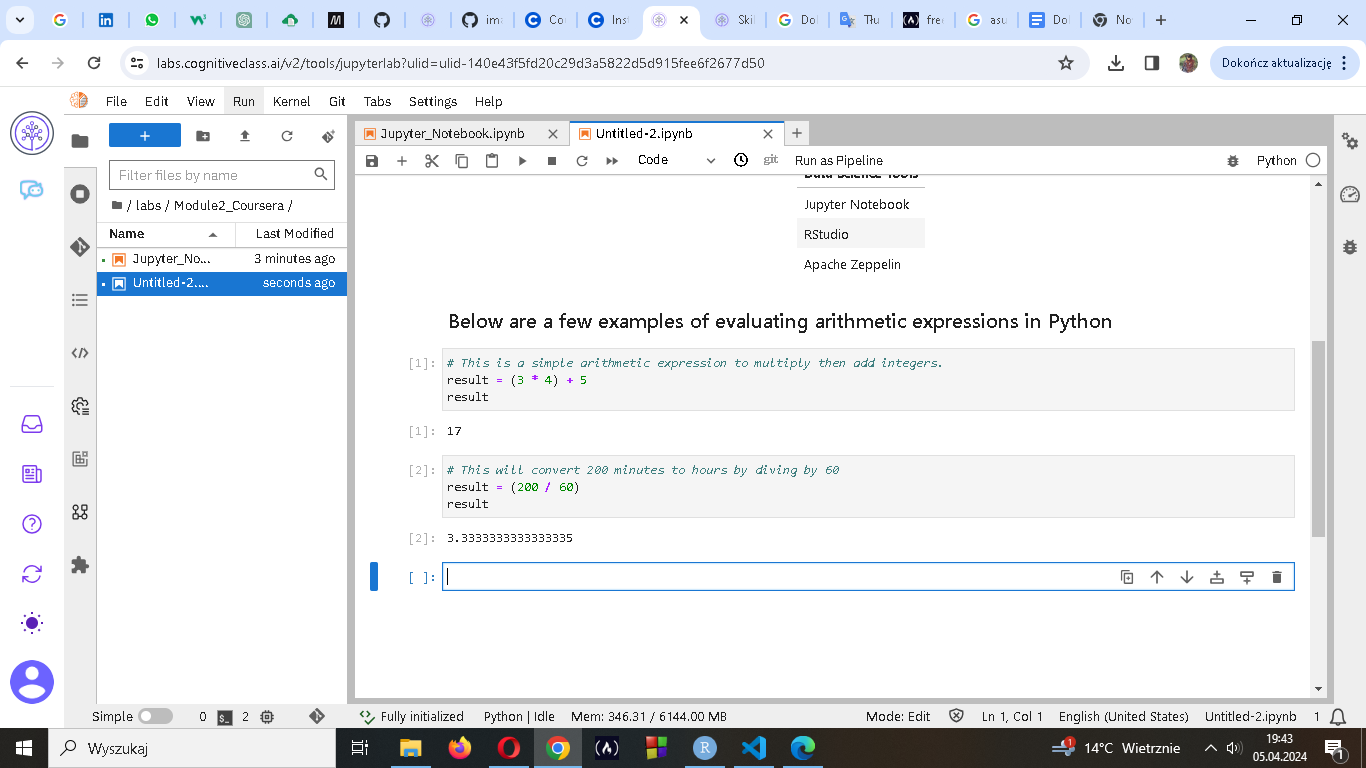 Co
Ins
Ski
Tłu
free
asu
No
labs.cognitiveclass.ai/v2/tools/jupyterlab?ulid=ulid-140e43f5fd20c29d3a5822d5d915fee6f2677d50
Dokończ aktualizację
File Edit View Run Kernel Git Tabs Settings Help
Jupyter_Notebook.ipynb
Untitled-2.ipynb
Filter files by name
Code
git
Run as Pipeline
Python
/ labs / Module2_Coursera /
Name
Last Modified
Jupyter_No... 3 minutes ago
Untitled-2.... seconds ago
Data Science Tools
Jupyter Notebook
RStudio
Apache Zeppelin
Below are a few examples of evaluating arithmetic expressions in Python
[1]: # This is a simple arithmetic expression to multiply then add integers.
result = (3 * 4) + 5
result
[1]: 17
[2]: # This will convert 200 minutes to hours by diving by 60
result = (200 / 60)
result
[2]: 3.3333333333333335
[ ]:
Simple 0 2
Fully initialized
Python | Idle
Mem: 346.31 / 6144.00 MB
Mode: Edit
Ln 1, Col 1
English (United States)
Untitled-2.ipynb
1
Wyszukaj
14°C Wietrznie
19:43
05.04.2024
1